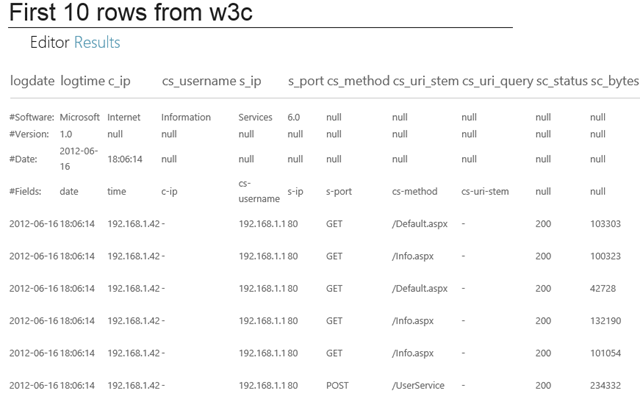 First 10 rows from w3c
Editor Results
logdate logtime c_ip cs_username s_ip s_port cs_method cs_uri_stem cs_uri_query sc_status sc_bytes
#Software: Microsoft Internet Information Services 6.0 null null null null null
#Version: 1.0 null null null null null null null null null
#Date: 2012-06-16 18:06:14 null null null null null null null null
#Fields: date time c-ip cs-username s-ip s-port cs-method cs-uri-stem null null
2012-06-16 18:06:14 192.168.1.42 - 192.168.1.1 80 GET /Default.aspx - 200 103303
2012-06-16 18:06:14 192.168.1.42 - 192.168.1.1 80 GET /Info.aspx - 200 100323
2012-06-16 18:06:14 192.168.1.42 - 192.168.1.1 80 GET /Default.aspx - 200 42728
2012-06-16 18:06:14 192.168.1.42 - 192.168.1.1 80 GET /Info.aspx - 200 132190
2012-06-16 18:06:14 192.168.1.42 - 192.168.1.1 80 GET /Info.aspx - 200 101054
2012-06-16 18:06:14 192.168.1.42 - 192.168.1.1 80 POST /UserService - 200 234332